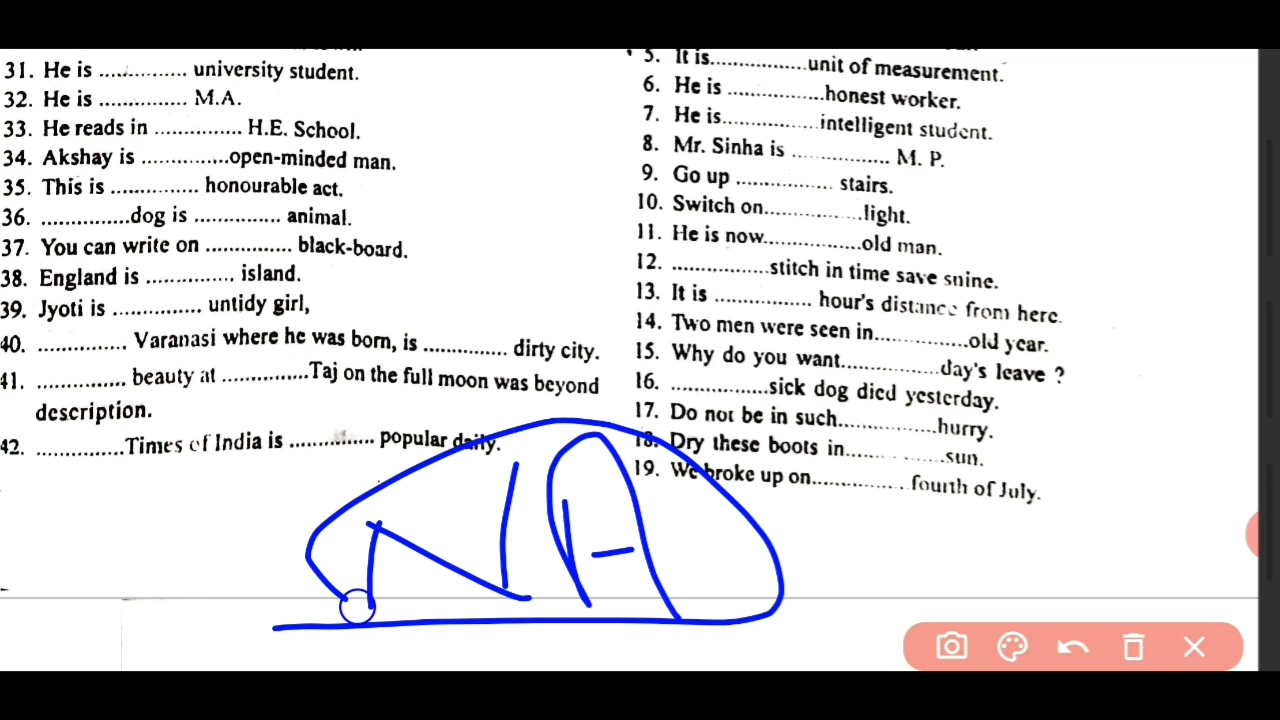 31. He is ............... university student.
32. He is ............... M.A.
33. He reads in ............... H.E. School.
34. Akshay is ...............open-minded man.
35. This is ............... honourable act.
36. ...............dog is ............... animal.
37. You can write on ............... black-board.
38. England is ............... island.
39. Jyoti is ............... untidy girl,
40. ............... Varanasi where he was born, is ............... dirty city.
41. ............... beauty at ...............Taj on the full moon was beyond
description.
42. ...............Times of India is ............... popular daily.
5. It is................unit of measurement.
6. He is ................honest worker.
7. He is................intelligent student.
8. Mr. Sinha is ................ M. P.
9. Go up ................ stairs.
10. Switch on................light.
11. He is now................old man.
12. ................stitch in time save snine.
13. It is ................ hour's distance from here.
14. Two men were seen in................old year.
15. Why do you want................day's leave ?
16. ................sick dog died yesterday.
17. Do not be in such................hurry.
18. Dry these boots in................sun.
19. We broke up on................fourth of July.
NA